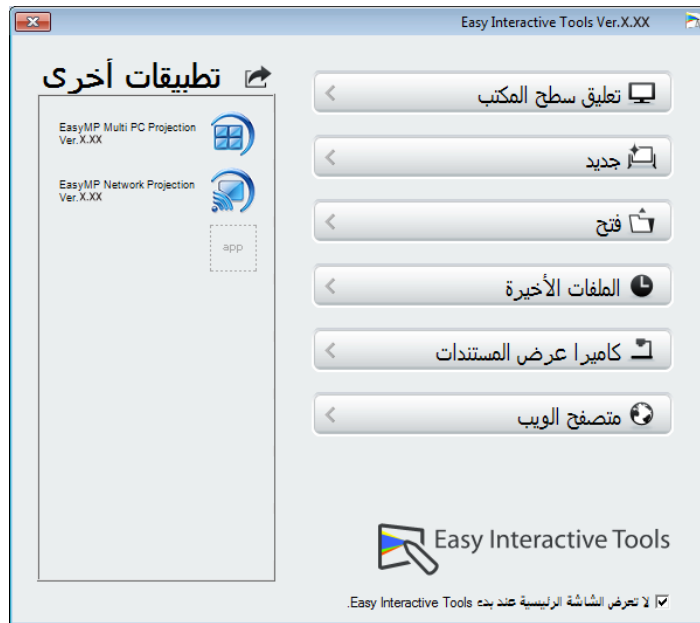 Easy Interactive Tools Ver.X.XX
تعليق سطح المكتب
جديد
فتح
الملفات الأخيرة
كاميرا عرض المستندات
متصفح الويب
تطبيقات أخرى
EasyMP Multi PC Projection
Ver.X.XX
EasyMP Network Projection
Ver.X.XX
app
Easy Interactive Tools
لا تعرض الشاشة الرئيسية عند بدء Easy Interactive Tools.